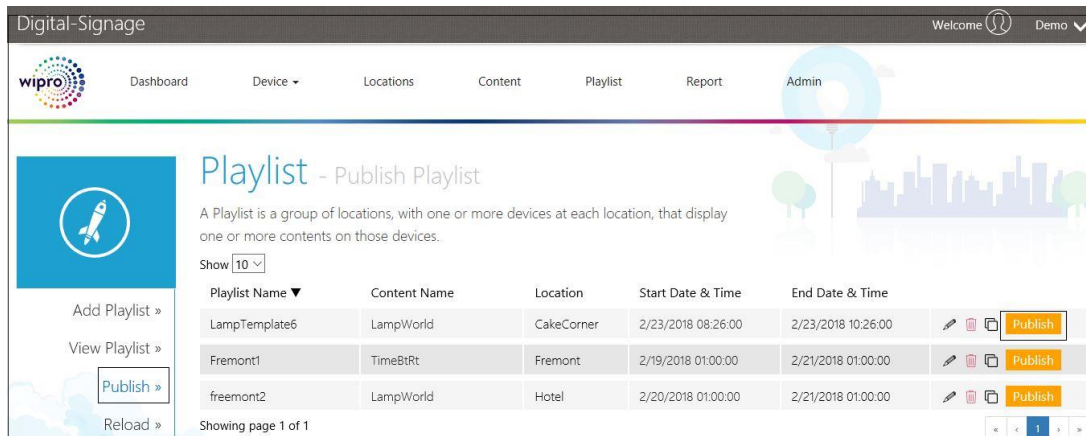 Digital-Signage Welcome Demo
wipro Dashboard Device Locations Content Playlist Report Admin
Playlist - Publish Playlist
A Playlist is a group of locations, with one or more devices at each location, that display
one or more contents on those devices.
Show 10
Playlist Name ▼ Content Name Location Start Date & Time End Date & Time
Add Playlist »
LampTemplate6 LampWorld CakeCorner 2/23/2018 08:26:00 2/23/2018 10:26:00 Publish
View Playlist »
Fremont1 TimeBtRt Fremont 2/19/2018 01:00:00 2/21/2018 01:00:00 Publish
Publish »
freemont2 LampWorld Hotel 2/20/2018 01:00:00 2/21/2018 01:00:00 Publish
Reload »
Showing page 1 of 1 « ‹ 1 › »